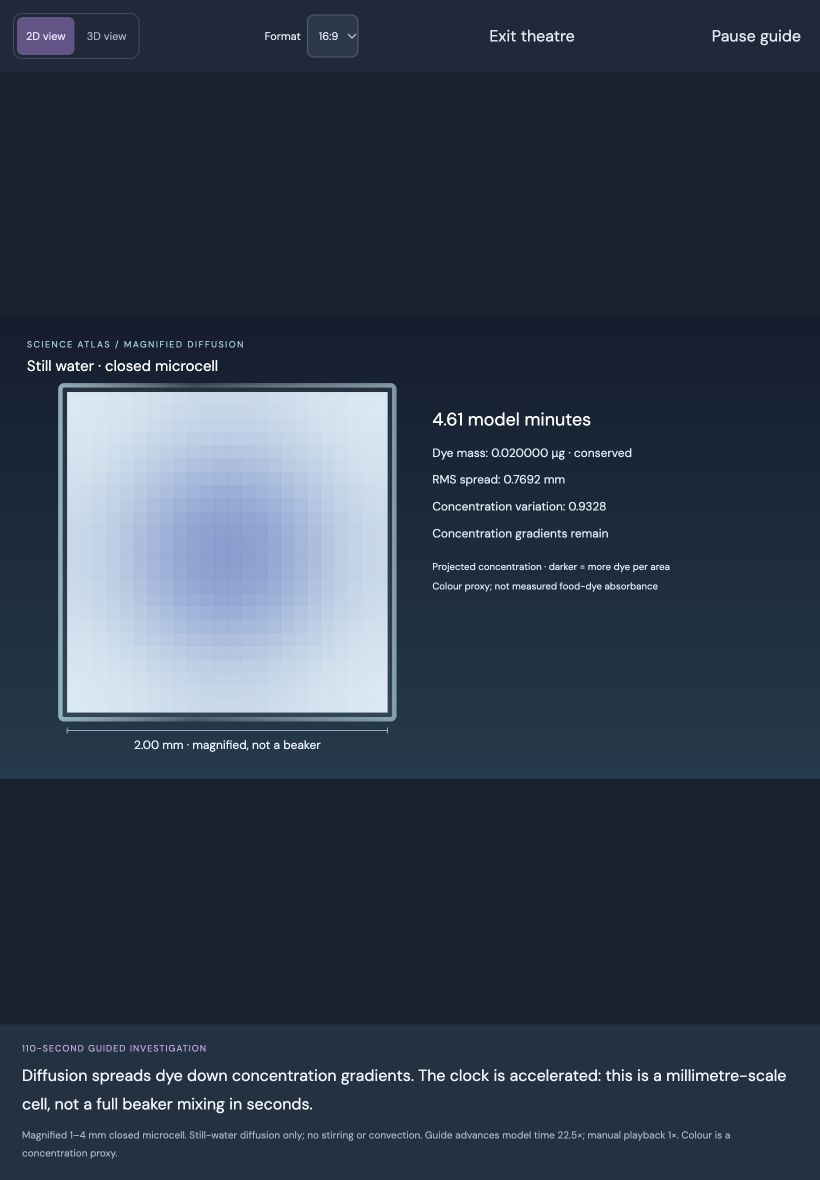 2D view
3D view
Format
16:9
Exit theatre
Pause guide
SCIENCE ATLAS / MAGNIFIED DIFFUSION
Still water · closed microcell
4.61 model minutes
Dye mass: 0.020000 µg · conserved
RMS spread: 0.7692 mm
Concentration variation: 0.9328
Concentration gradients remain
Projected concentration · darker = more dye per area
Colour proxy; not measured food-dye absorbance
2.00 mm · magnified, not a beaker
110-SECOND GUIDED INVESTIGATION
Diffusion spreads dye down concentration gradients. The clock is accelerated: this is a millimetre-scale
cell, not a full beaker mixing in seconds.
Magnified 1–4 mm closed microcell. Still-water diffusion only; no stirring or convection. Guide advances model time 22.5×; manual playback 1×. Colour is a
concentration proxy.